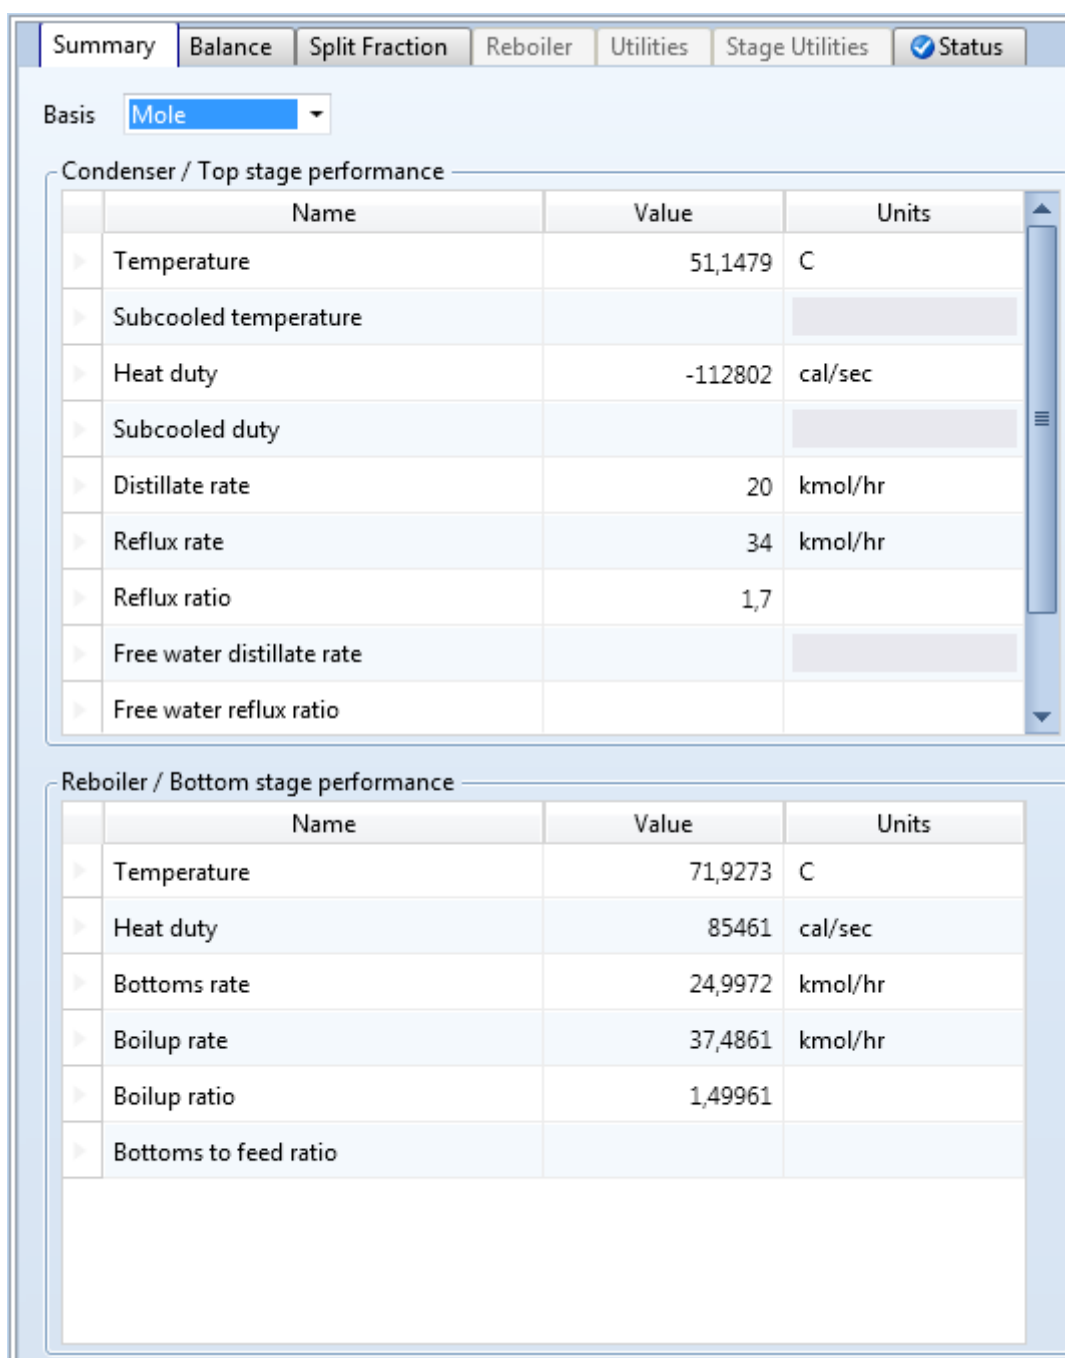 Summary Balance Split Fraction Reboiler Utilities Stage Utilities Status
Basis Mole
Condenser / Top stage performance
Name Value Units
Temperature 51,1479 C
Subcooled temperature
Heat duty -112802 cal/sec
Subcooled duty
Distillate rate 20 kmol/hr
Reflux rate 34 kmol/hr
Reflux ratio 1,7
Free water distillate rate
Free water reflux ratio
Reboiler / Bottom stage performance
Name Value Units
Temperature 71,9273 C
Heat duty 85461 cal/sec
Bottoms rate 24,9972 kmol/hr
Boilup rate 37,4861 kmol/hr
Boilup ratio 1,49961
Bottoms to feed ratio